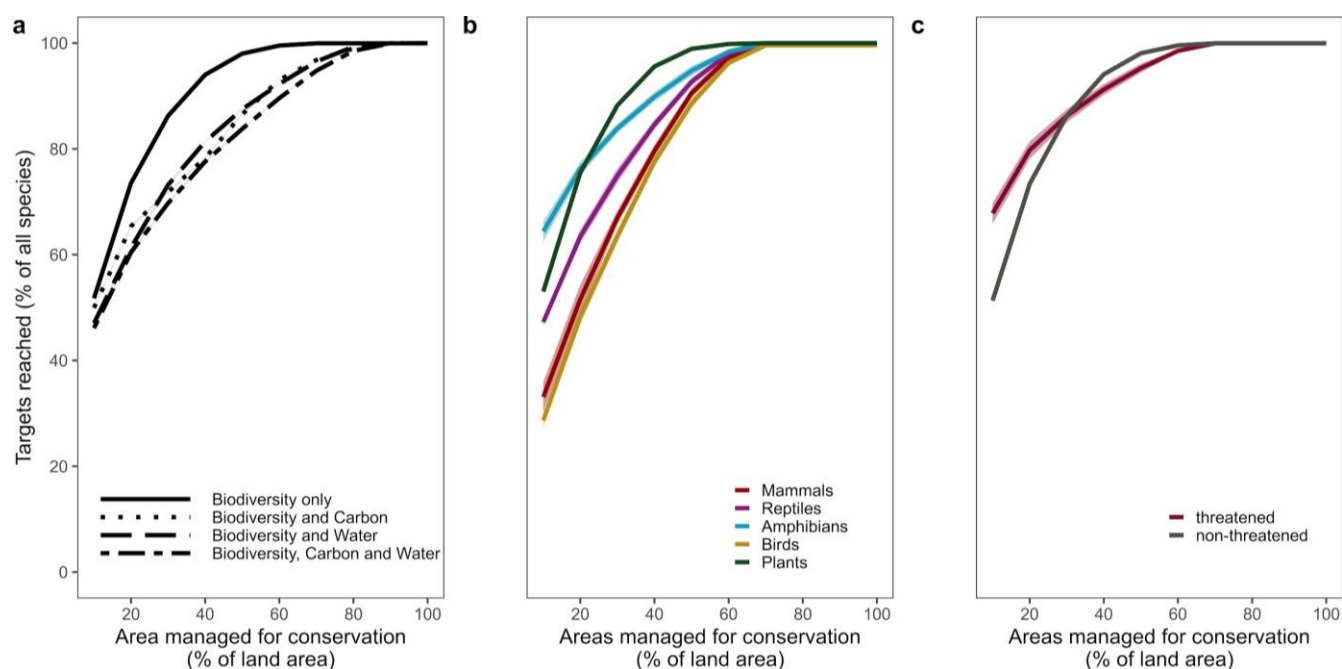 a
Targets reached (% of all species)
100
80
60
40
20
0
Biodiversity only
Biodiversity and Carbon
Biodiversity and Water
Biodiversity, Carbon and Water
20
40
60
80
100
Area managed for conservation
(% of land area)
b
Mammals
Reptiles
Amphibians
Birds
Plants
20
40
60
80
100
Areas managed for conservation
(% of land area)
c
threatened
non-threatened
20
40
60
80
100
Area managed for conservation
(% of land area)